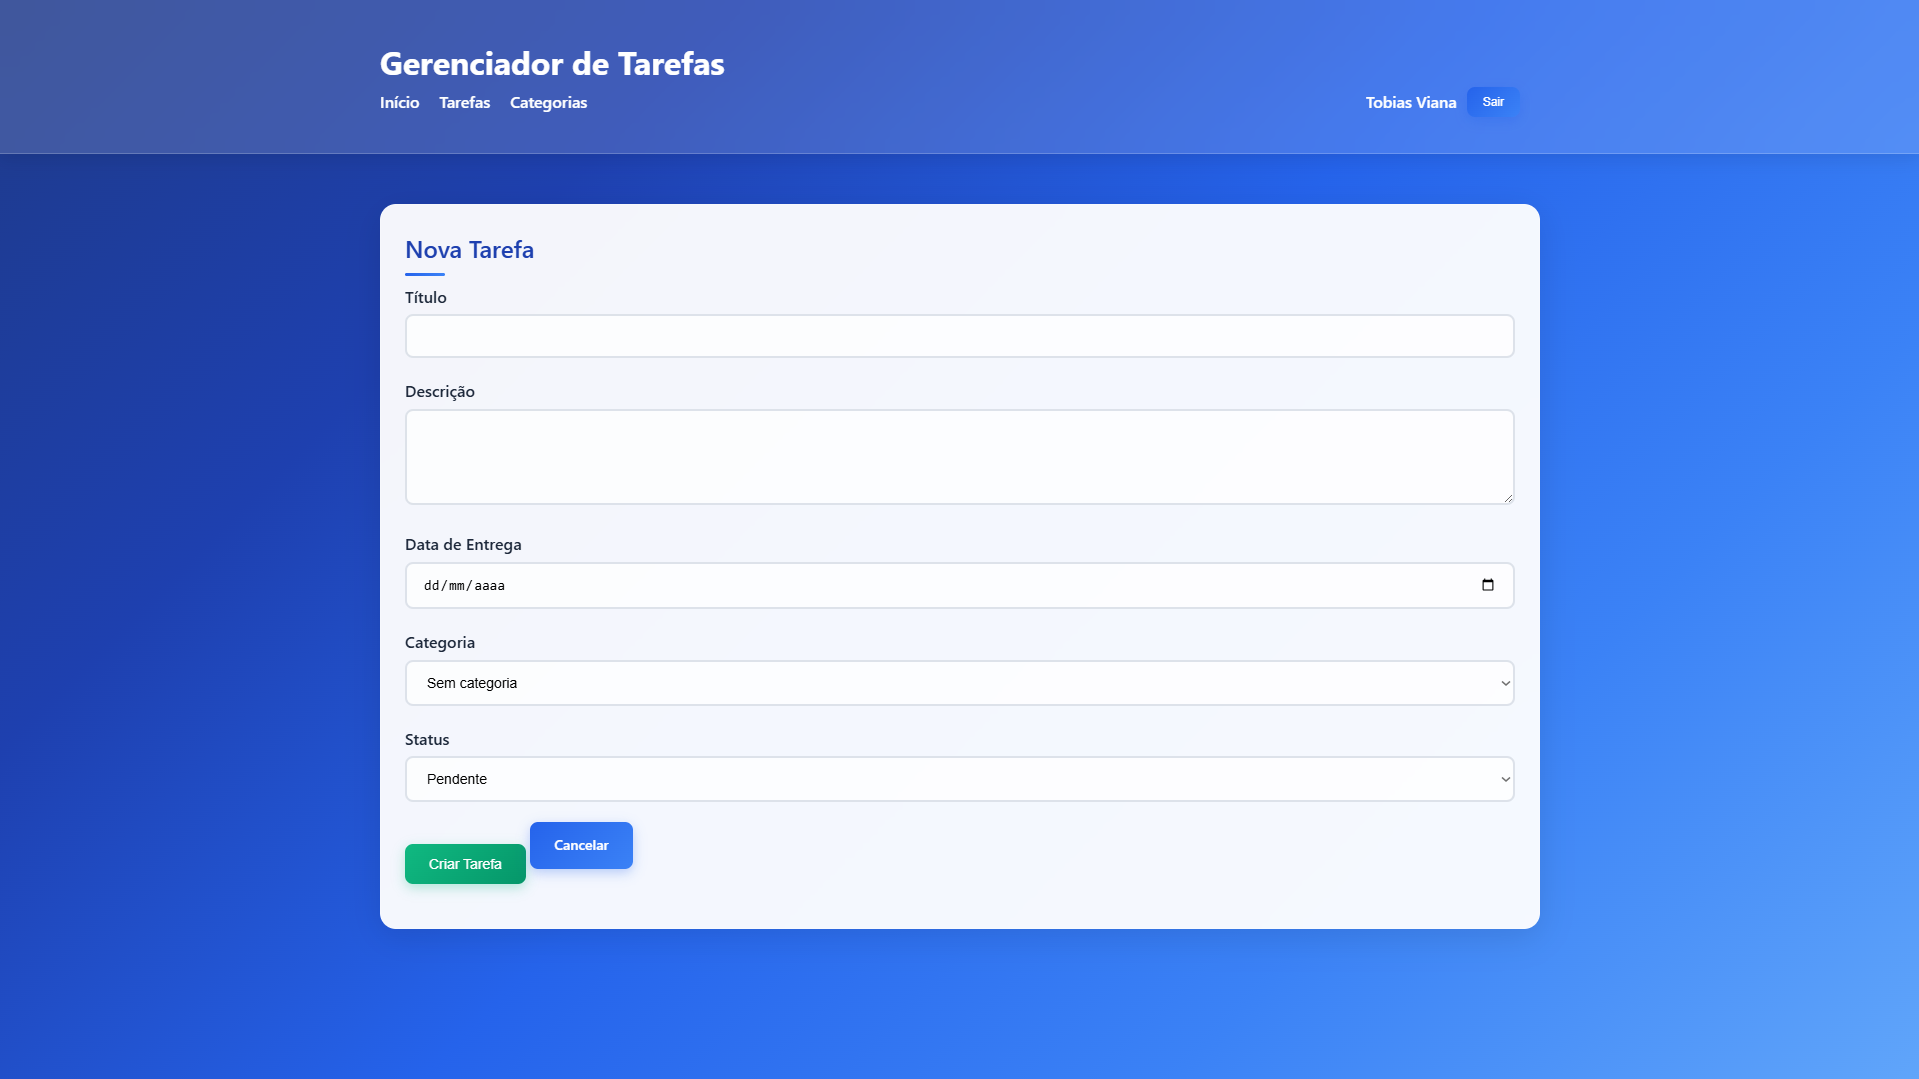 Gerenciador de Tarefas
Início Tarefas Categorias Tobias Viana Sair
Nova Tarefa
Título
Descrição
Data de Entrega
dd/mm/aaaa
Categoria
Sem categoria
Status
Pendente
Criar Tarefa Cancelar